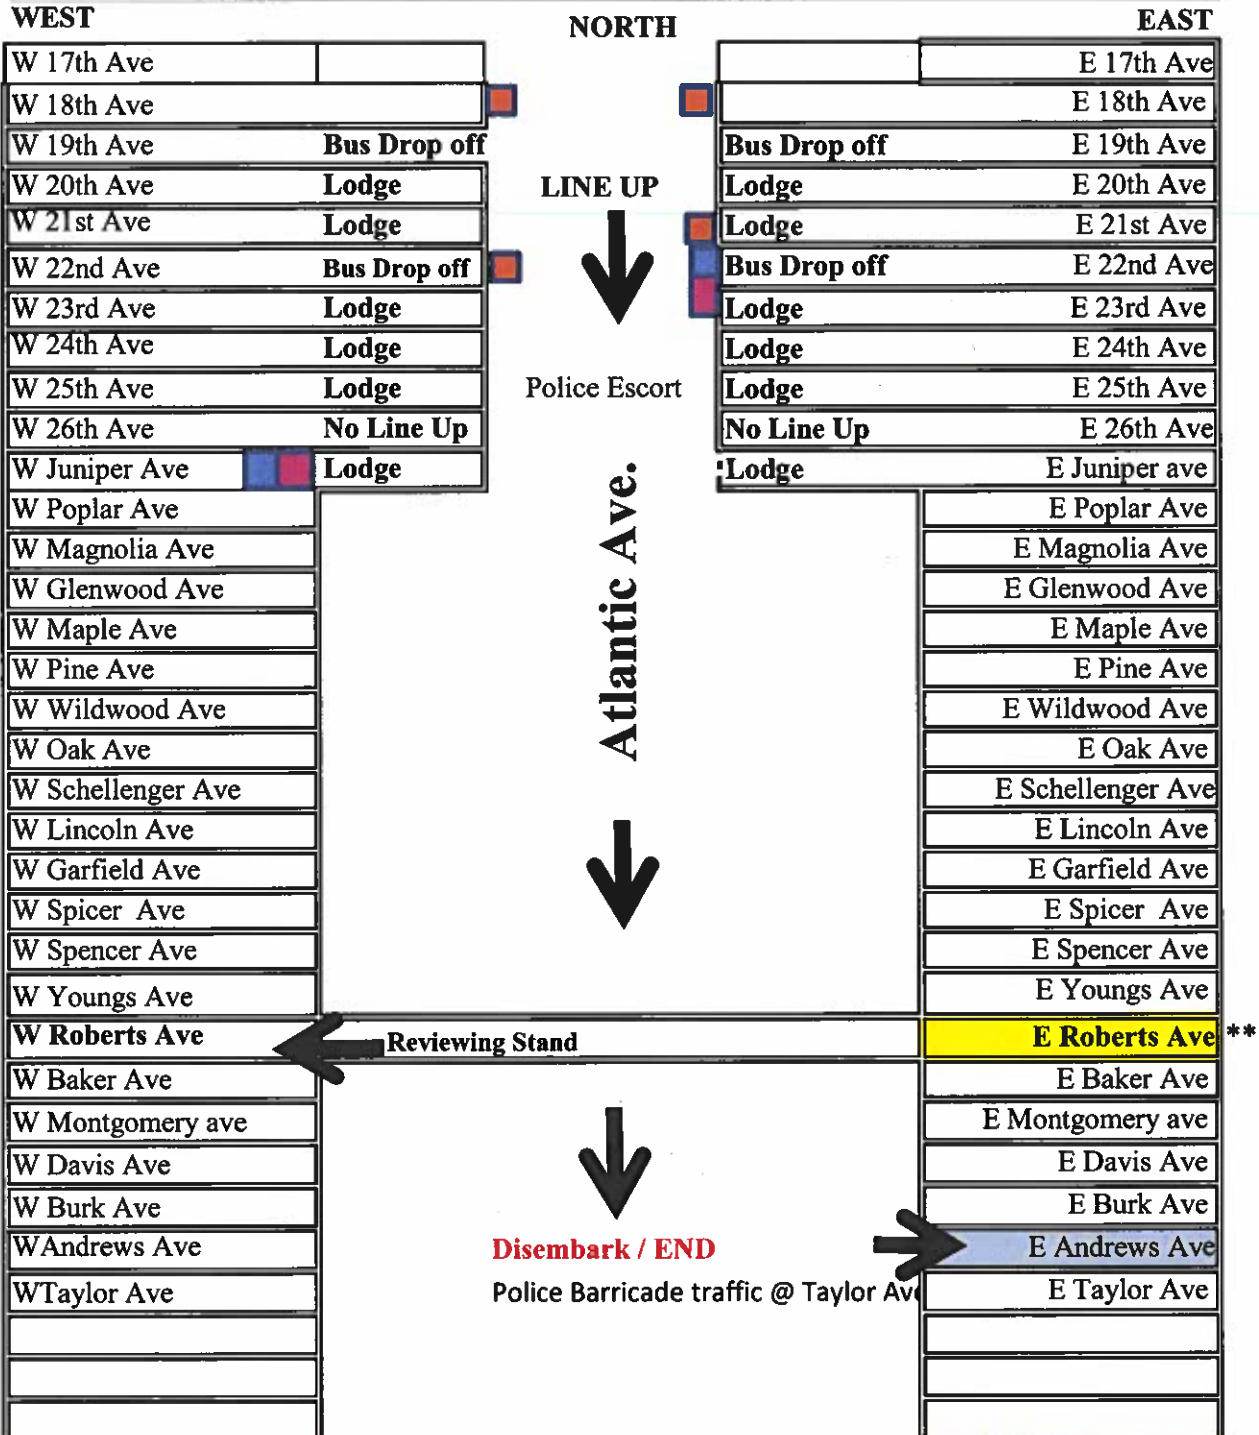 WEST NORTH EAST
W 17th Ave E 17th Ave
W 18th Ave E 18th Ave
W 19th Ave Bus Drop off Bus Drop off E 19th Ave
W 20th Ave Lodge LINE UP Lodge E 20th Ave
W 21st Ave Lodge Lodge E 21st Ave
W 22nd Ave Bus Drop off Bus Drop off E 22nd Ave
W 23rd Ave Lodge Lodge E 23rd Ave
W 24th Ave Lodge Lodge E 24th Ave
W 25th Ave Lodge Police Escort Lodge E 25th Ave
W 26th Ave No Line Up No Line Up E 26th Ave
W Juniper Ave Lodge Lodge E Juniper ave
W Poplar Ave E Poplar Ave
W Magnolia Ave E Magnolia Ave
W Glenwood Ave E Glenwood Ave
Atlantic Ave.
W Maple Ave E Maple Ave
W Pine Ave E Pine Ave
W Wildwood Ave E Wildwood Ave
W Oak Ave E Oak Ave
W Schellenger Ave E Schellenger Ave
W Lincoln Ave E Lincoln Ave
W Garfield Ave E Garfield Ave
W Spicer Ave E Spicer Ave
W Spencer Ave E Spencer Ave
W Youngs Ave E Youngs Ave
W Roberts Ave Reviewing Stand E Roberts Ave **
W Baker Ave E Baker Ave
W Montgomery ave E Montgomery ave
W Davis Ave E Davis Ave
W Burk Ave E Burk Ave
WAndrews Ave Disembark / END E Andrews Ave
WTaylor Ave Police Barricade traffic @ Taylor Ave E Taylor Ave